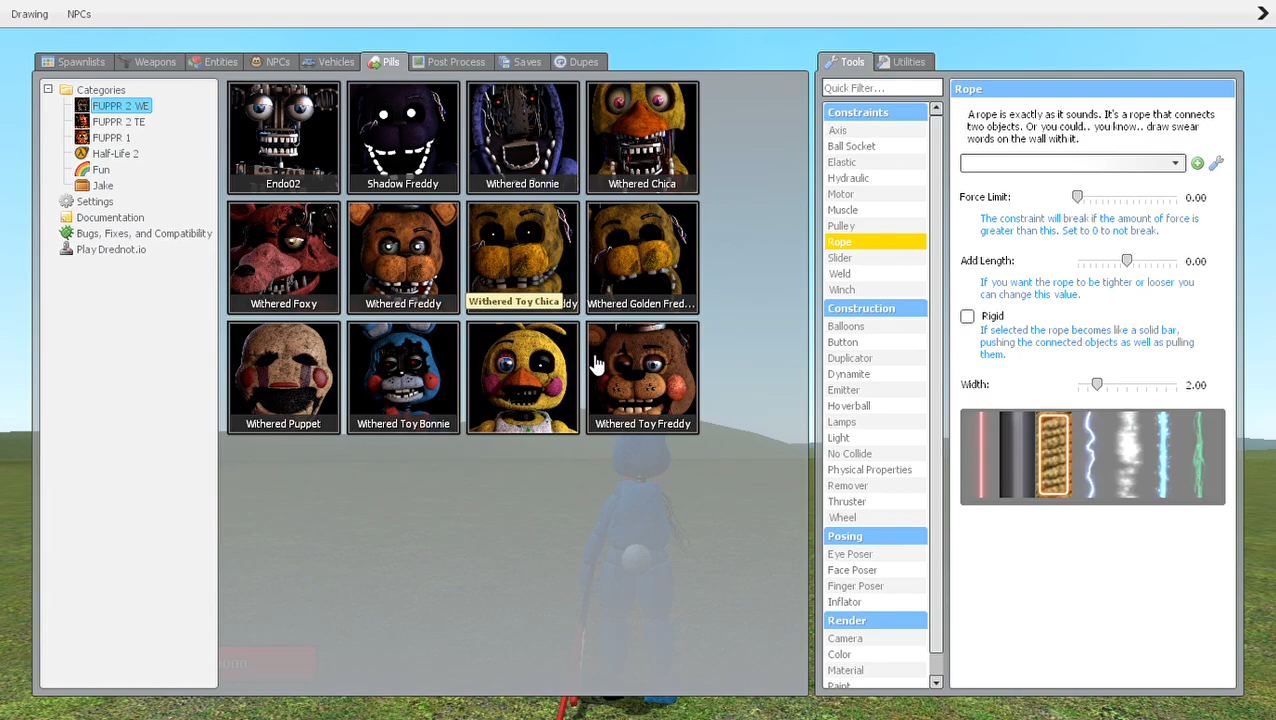 Drawing NPCs
Spawnlists Weapons Entities NPCs Vehicles Pills Post Process Saves Dupes
Categories
FUPPR 2 WE
FUPPR 2 TE
FUPPR 1
Half-Life 2
Fun
Jake
Settings
Documentation
Bugs, Fixes, and Compatibility
Play Drednot.io
Endo02 Shadow Freddy Withered Bonnie Withered Chica
Withered Foxy Withered Freddy Withered Golden Fred...
Withered Toy Chica
Withered Puppet Withered Toy Bonnie Withered Toy Freddy
Tools Utilities
Quick Filter...
Constraints
Axis
Ball Socket
Elastic
Hydraulic
Motor
Muscle
Pulley
Rope
Slider
Weld
Winch
Construction
Balloons
Button
Duplicator
Dynamite
Emitter
Hoverball
Lamps
Light
No Collide
Physical Properties
Remover
Thruster
Wheel
Posing
Eye Poser
Face Poser
Finger Poser
Inflator
Render
Camera
Color
Material
Paint
Rope
A rope is exactly as it sounds. It's a rope that connects
two objects. Or you could.. you know.. draw swear
words on the wall with it.
Force Limit: 0.00
The constraint will break if the amount of force is
greater than this. Set to 0 to not break.
Add Length: 0.00
If you want the rope to be tighter or looser you
can change this value.
Rigid
If selected the rope becomes like a solid bar,
pushing the connected objects as well as pulling
them.
Width: 2.00